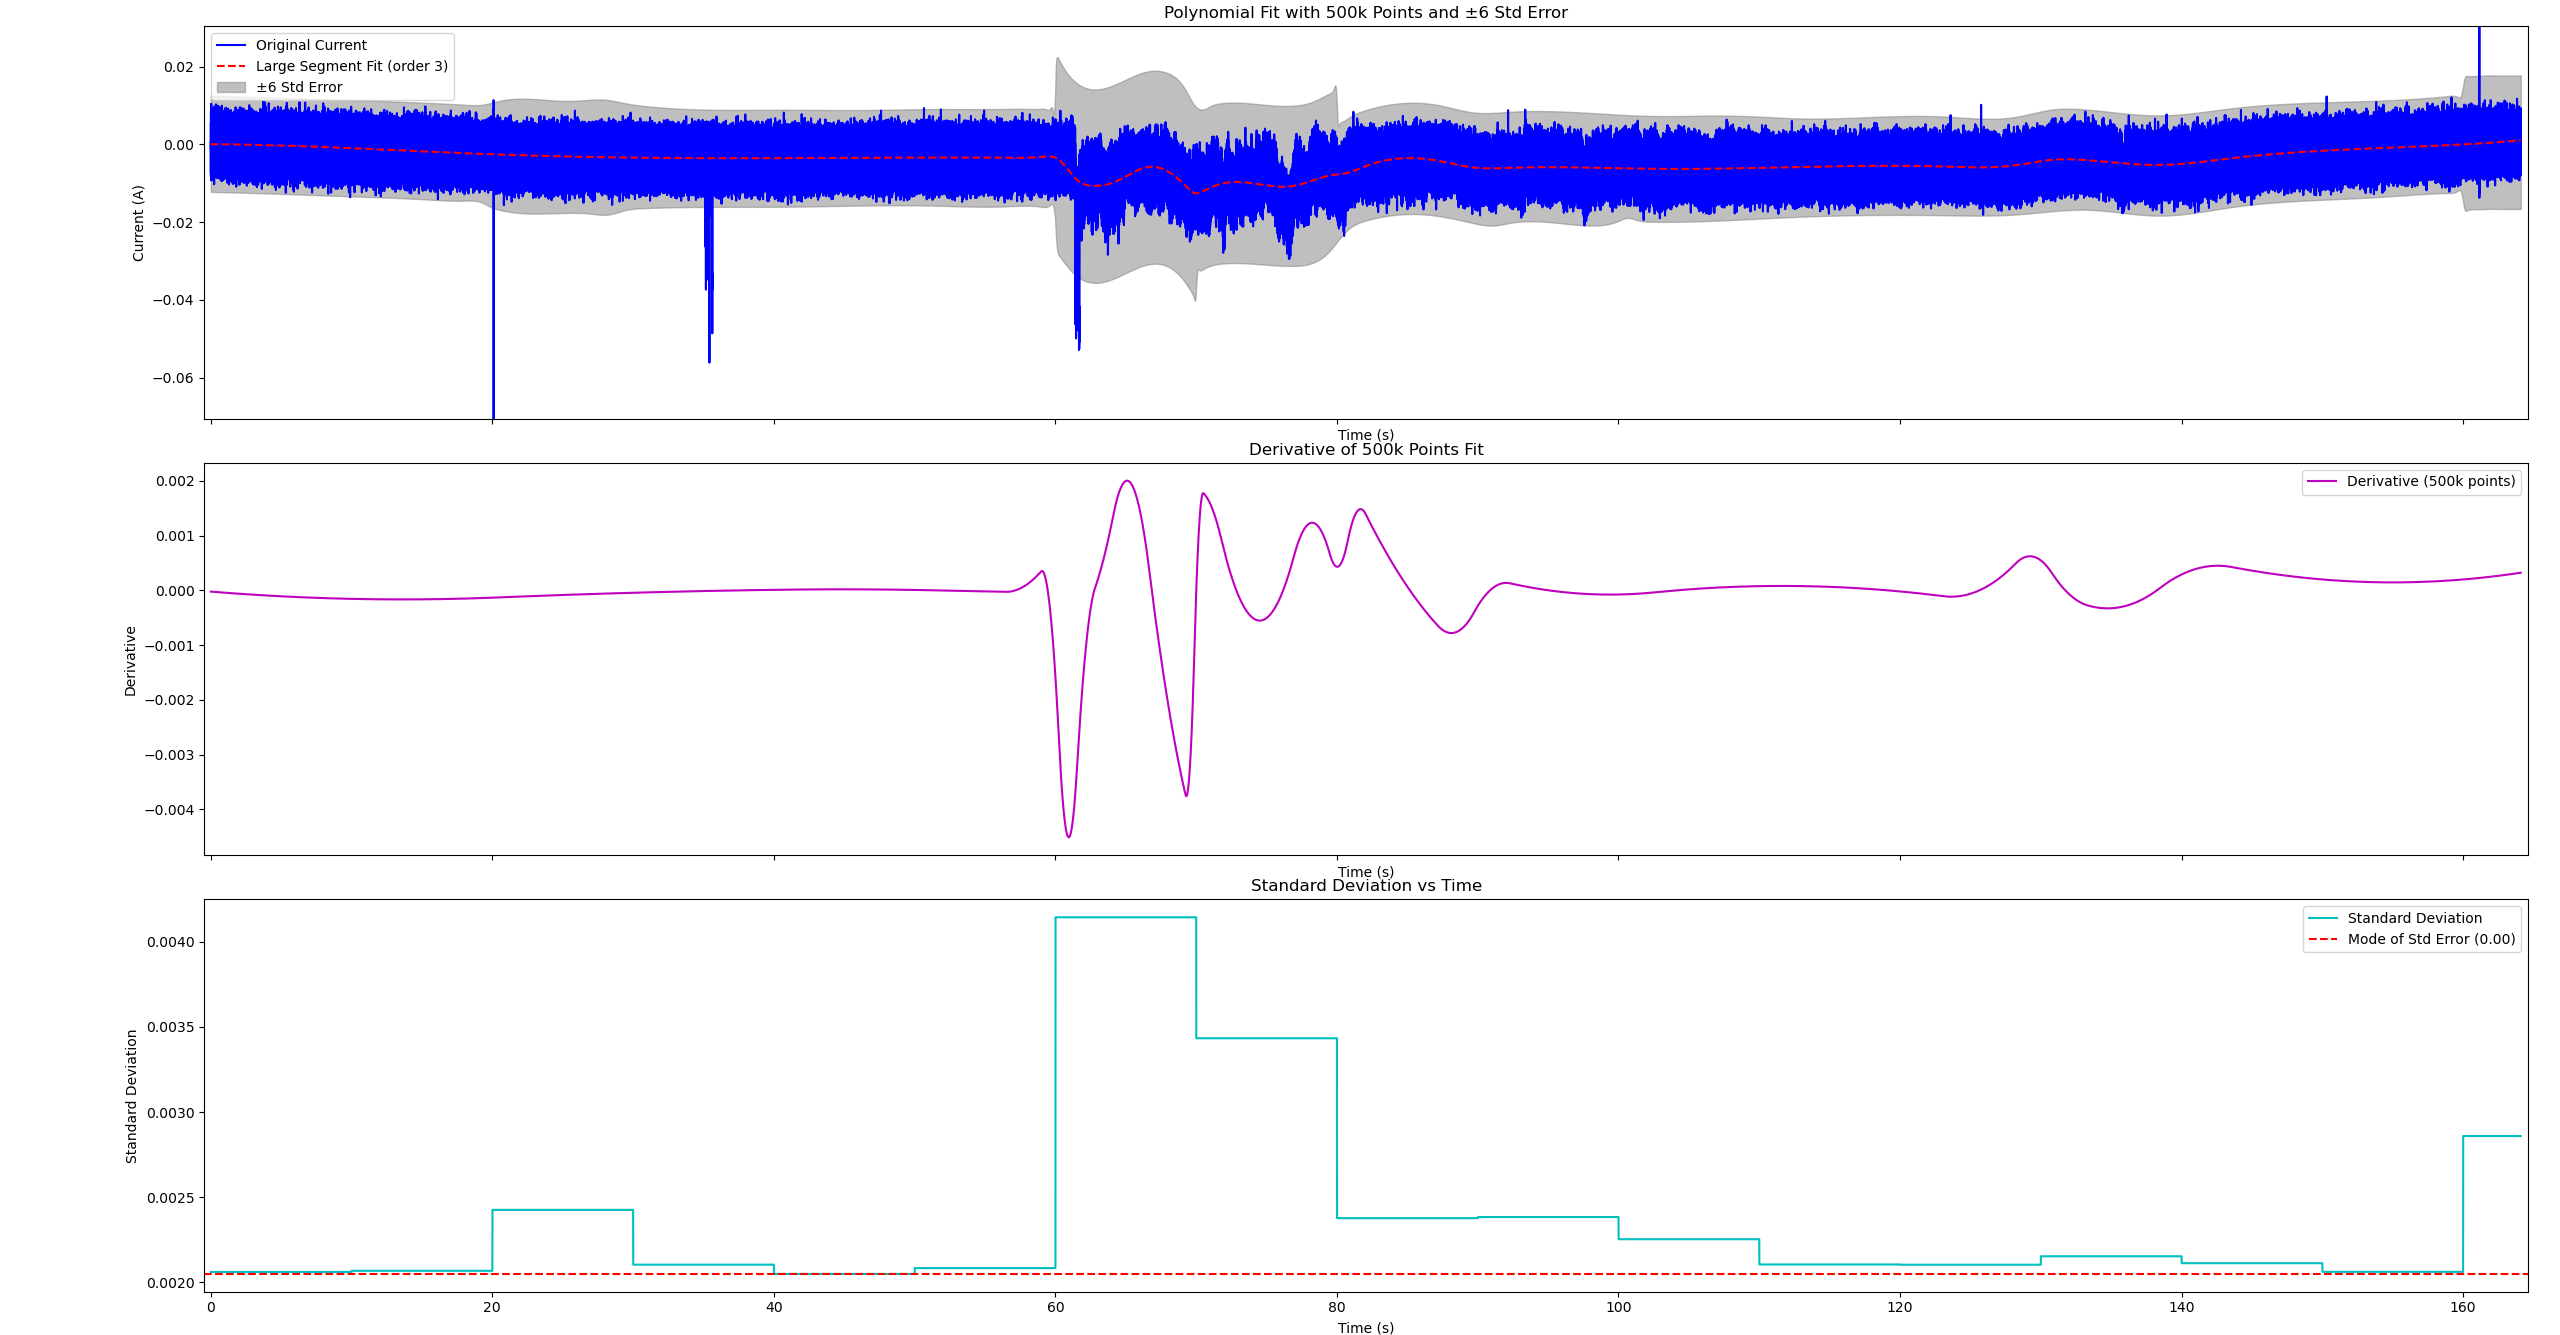 Polynomial Fit with 500k Points and ±6 Std Error
Original Current
Large Segment Fit (order 3)
±6 Std Error
0.02
0.00
−0.02
−0.04
−0.06
Current (A)
Time (s)
Derivative of 500k Points Fit
Derivative (500k points)
0.002
0.001
0.000
−0.001
−0.002
−0.003
−0.004
Derivative
Time (s)
Standard Deviation vs Time
Standard Deviation
Mode of Std Error (0.00)
0.0040
0.0035
0.0030
0.0025
0.0020
Standard Deviation
0 20 40 60 80 100 120 140 160
Time (s)